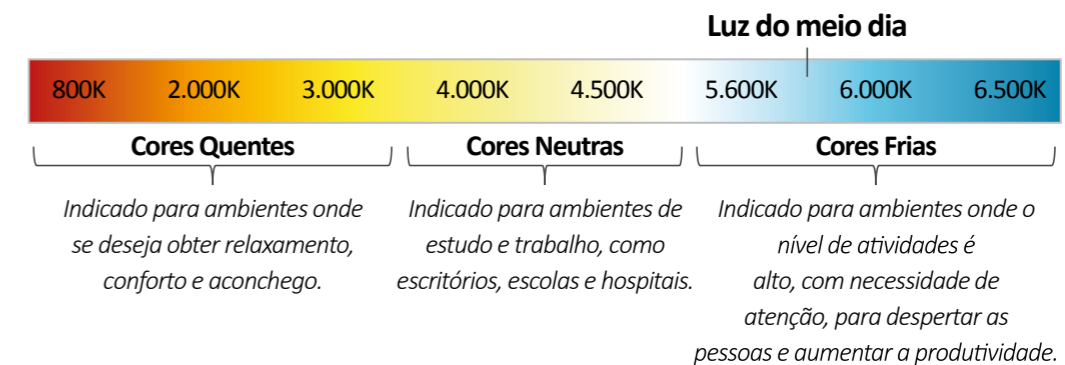 Luz do meio dia
800K 2.000K 3.000K 4.000K 4.500K 5.600K 6.000K 6.500K
Cores Quentes
Indicado para ambientes onde
se deseja obter relaxamento,
conforto e aconchego.
Cores Neutras
Indicado para ambientes de
estudo e trabalho, como
escritórios, escolas e hospitais.
Cores Frias
Indicado para ambientes onde o
nível de atividades é
alto, com necessidade de
atenção, para despertar as
pessoas e aumentar a produtividade.